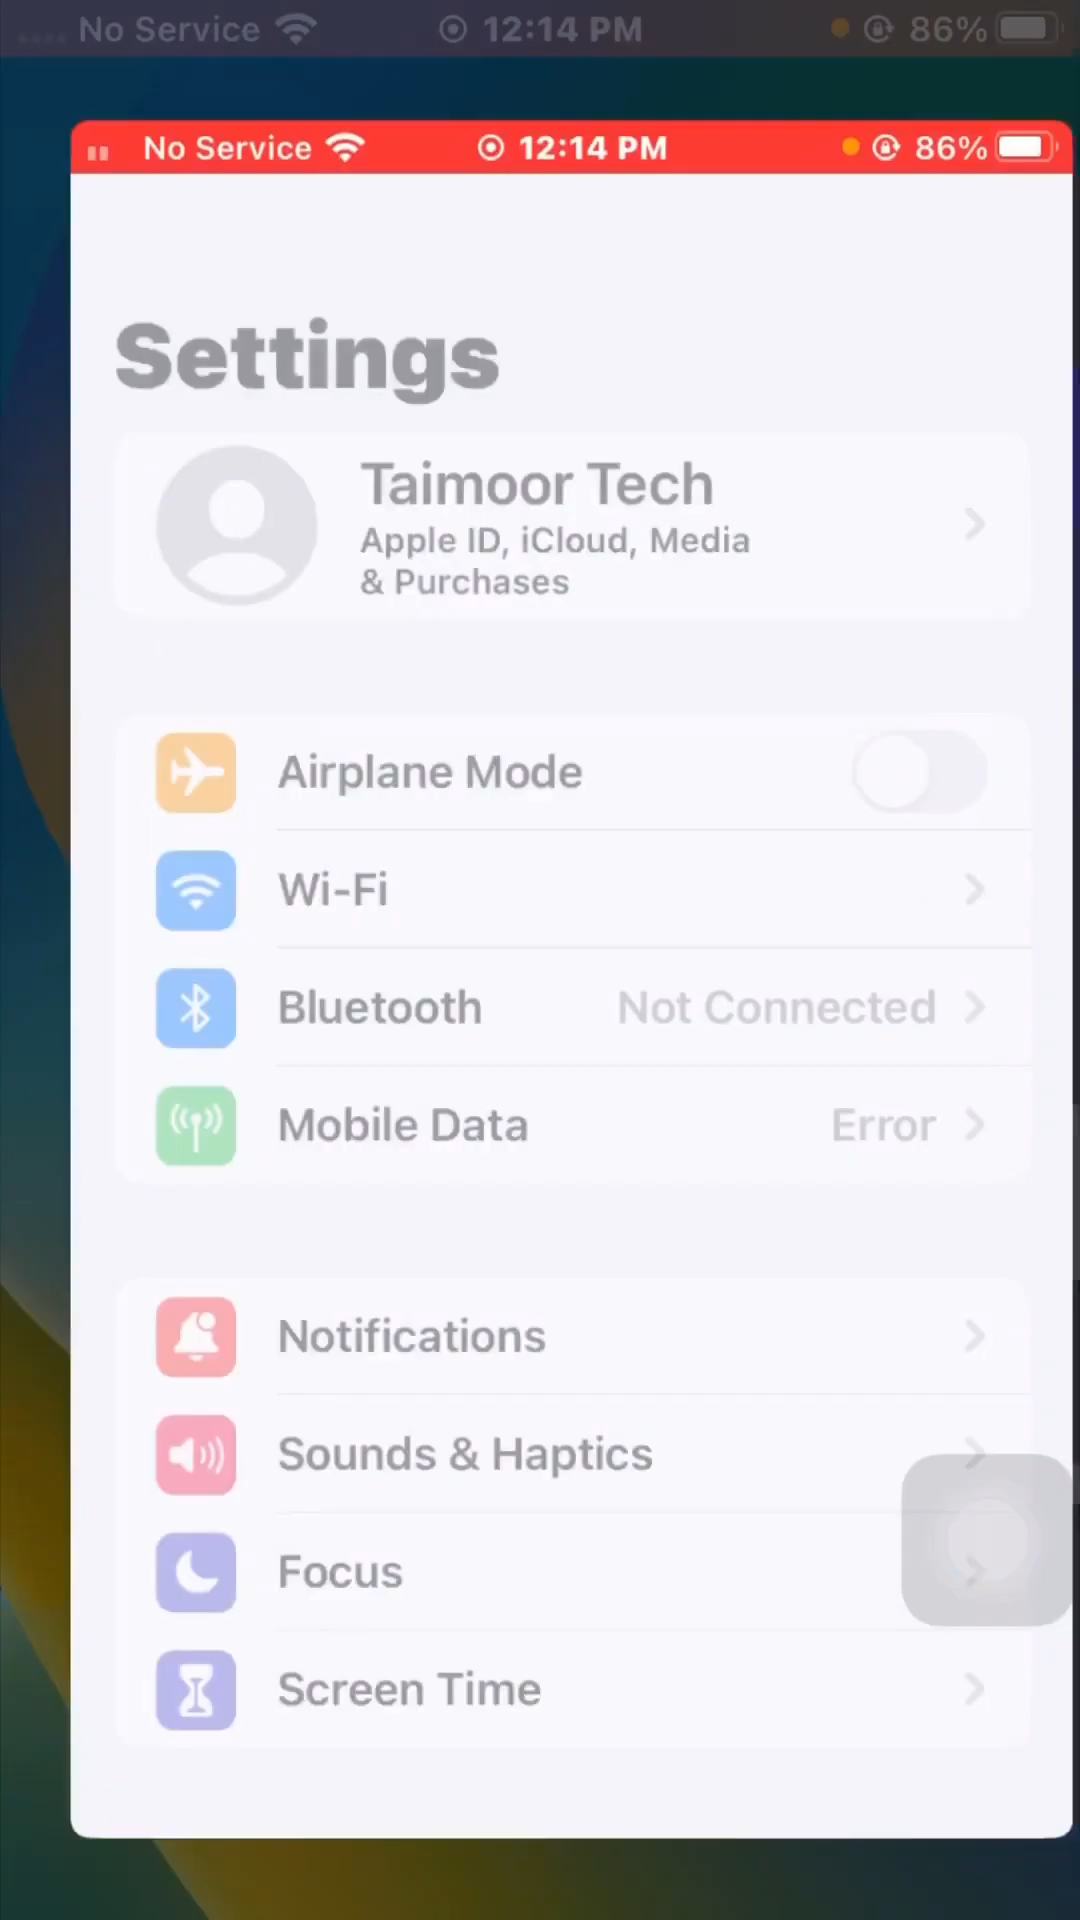 No Service 12:14 PM 86%
No Service 12:14 PM 86%
Settings
Taimoor Tech
Apple ID, iCloud, Media
& Purchases
Airplane Mode
Wi-Fi
Bluetooth Not Connected
Mobile Data Error
Notifications
Sounds & Haptics
Focus
Screen Time